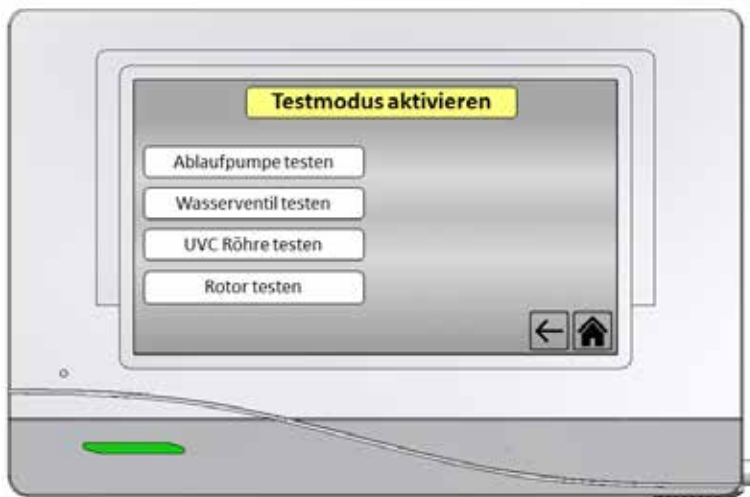 Testmodus aktivieren
Ablaufpumpe testen
Wasserventil testen
UVC Röhre testen
Rotor testen